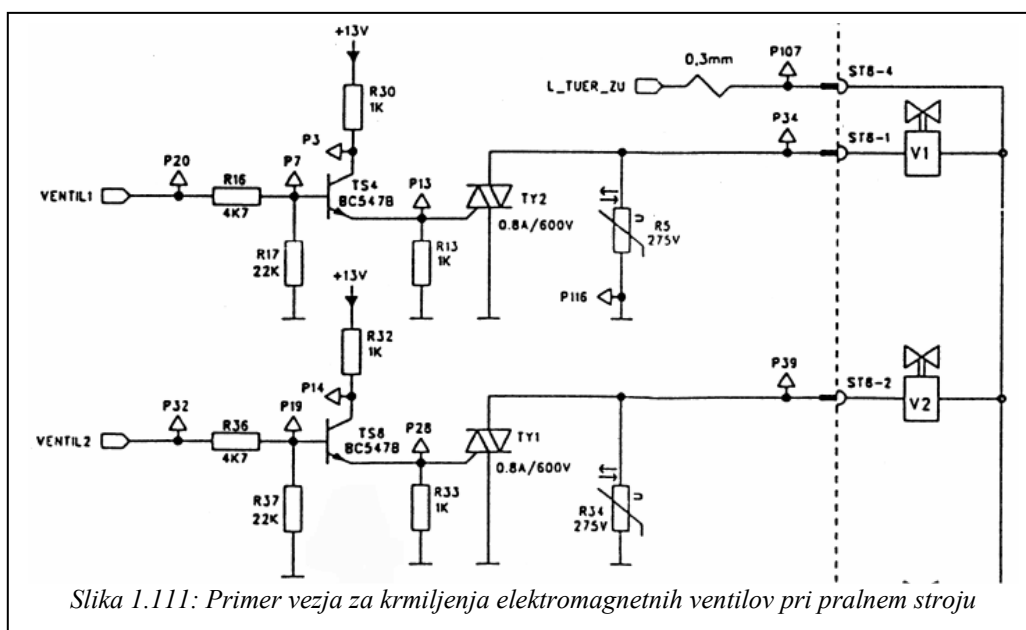 +13V
R30
1K
P3
P20
P7
VENTIL1
R16
4K7
TS4
BC547B
P13
TY2
0.8A/600V
R17
22K
R13
1K
L_TUER_ZU
0,3mm
P107
ST8-4
P34
ST8-1
V1
U
R5
275V
P116
+13V
R32
1K
P14
P32
P19
VENTIL2
R36
4K7
TS8
BC547B
P28
TY1
0.8A/600V
R37
22K
R33
1K
P39
ST8-2
V2
U
R34
275V
Slika 1.111: Primer vezja za krmiljenja elektromagnetnih ventilov pri pralnem stroju